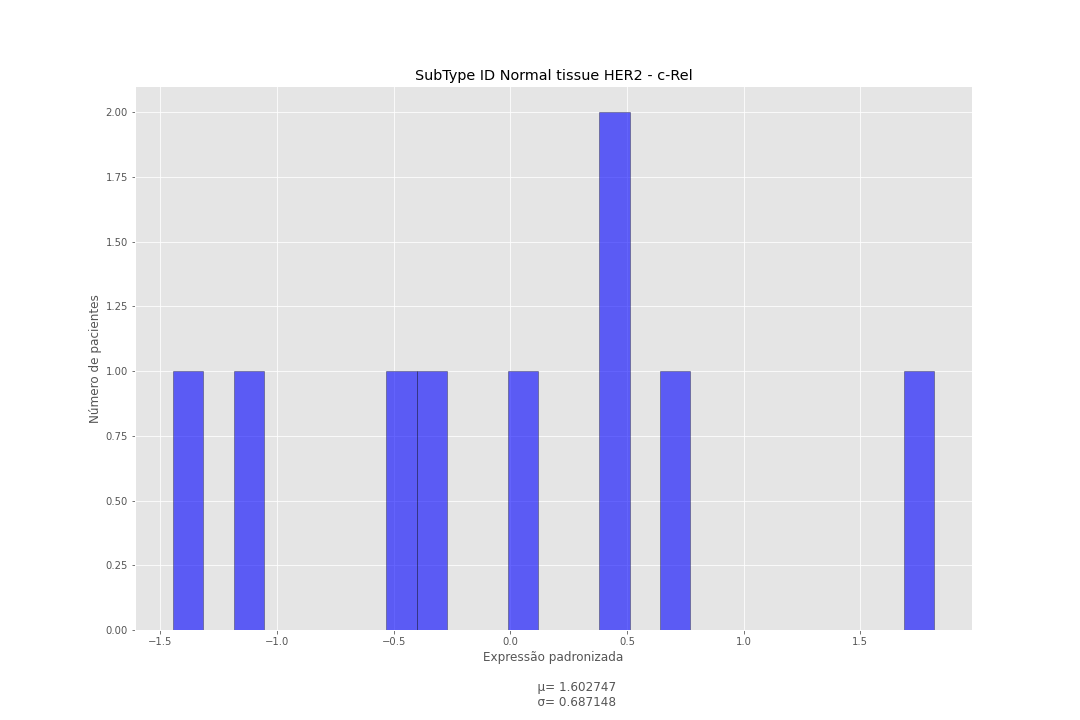 SubType ID Normal tissue HER2 - c-Rel
Número de pacientes
2.00
1.75
1.50
1.25
1.00
0.75
0.50
0.25
0.00
−1.5 −1.0 −0.5 0.0 0.5 1.0 1.5
Expressão padronizada
μ= 1.602747
σ= 0.687148